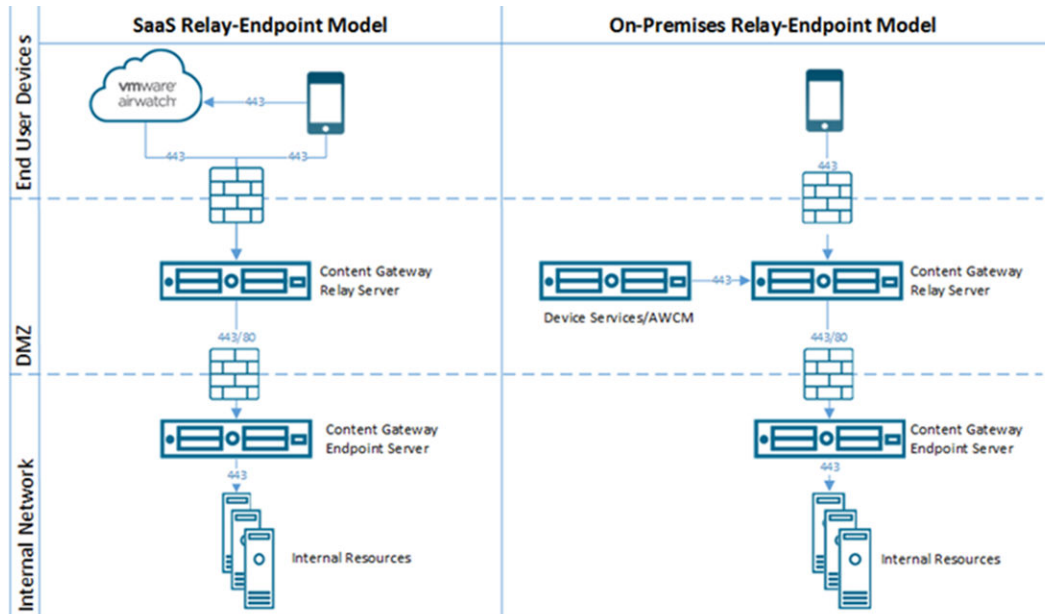 SaaS Relay-Endpoint Model
On-Premises Relay-Endpoint Model
End User Devices
vmware
airwatch
443
443
443
443
Content Gateway
Relay Server
443
Device Services/AWCM
Content Gateway
Relay Server
DMZ
443/80
443/80
Content Gateway
Endpoint Server
Content Gateway
Endpoint Server
Internal Network
443
443
Internal Resources
Internal Resources